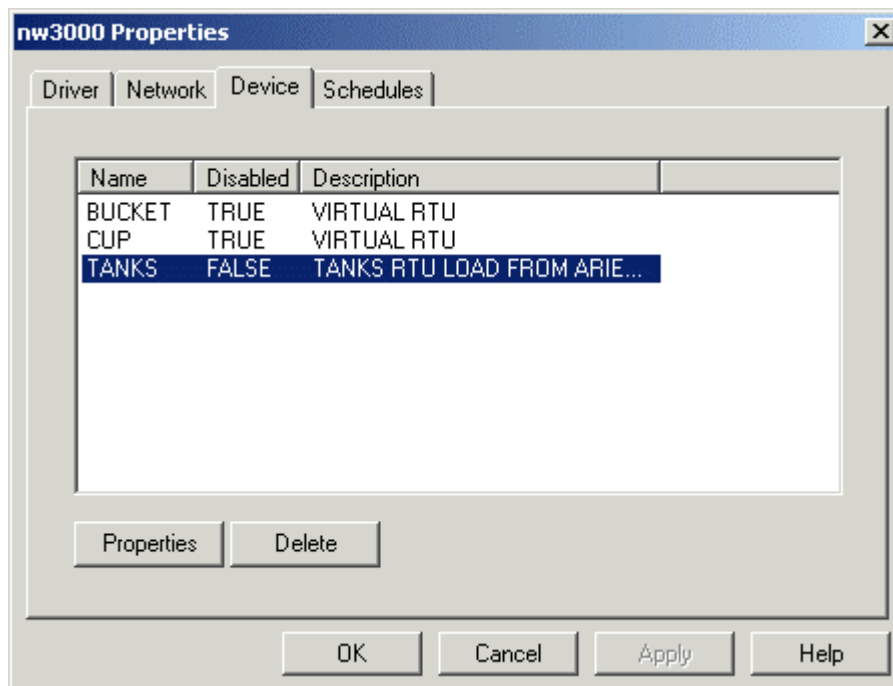 nw3000 Properties
Driver Network Device Schedules
Name Disabled Description
BUCKET TRUE VIRTUAL RTU
CUP TRUE VIRTUAL RTU
TANKS FALSE TANKS RTU LOAD FROM ARIE...
Properties Delete
OK Cancel Apply Help